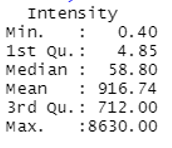 Intensity
Min.   :   0.40
1st Qu.:   4.85
Median :  58.80
Mean   : 916.74
3rd Qu.: 712.00
Max.   :8630.00